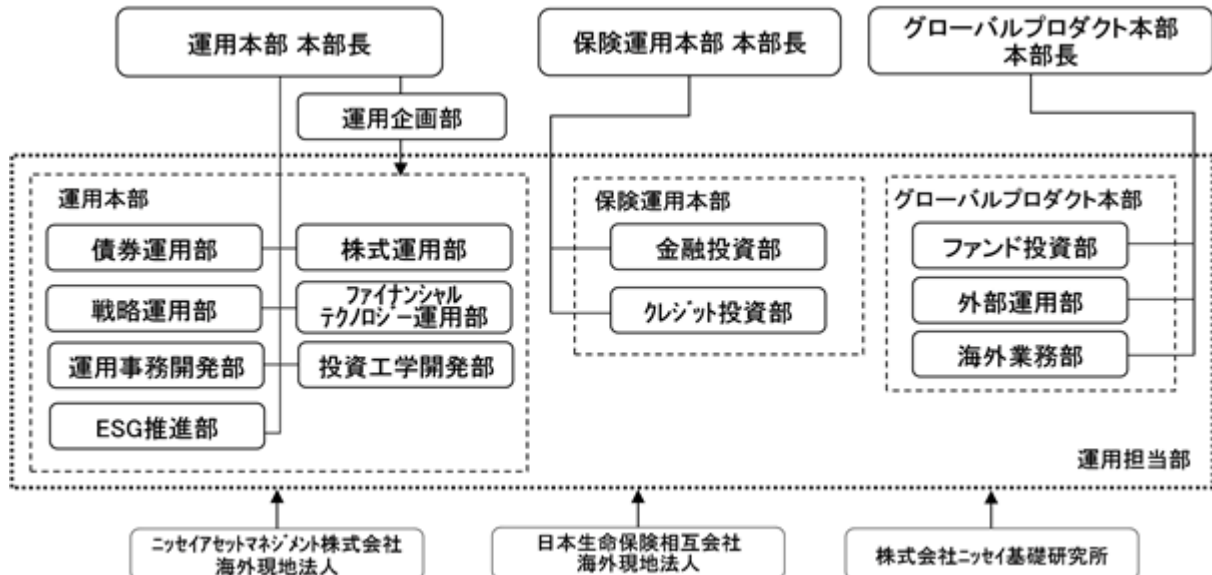 運用本部 本部長
保険運用本部 本部長
グローバルプロダクト本部
本部長
運用企画部
運用本部
債券運用部
株式運用部
戦略運用部
ファイナンシャル
テクノロジー運用部
運用事務開発部
投資工学開発部
ESG推進部
保険運用本部
金融投資部
クレジット投資部
グローバルプロダクト本部
ファンド投資部
外部運用部
海外業務部
運用担当部
ニッセイアセットマネジメント株式会社
海外現地法人
日本生命保険相互会社
海外現地法人
株式会社ニッセイ基礎研究所